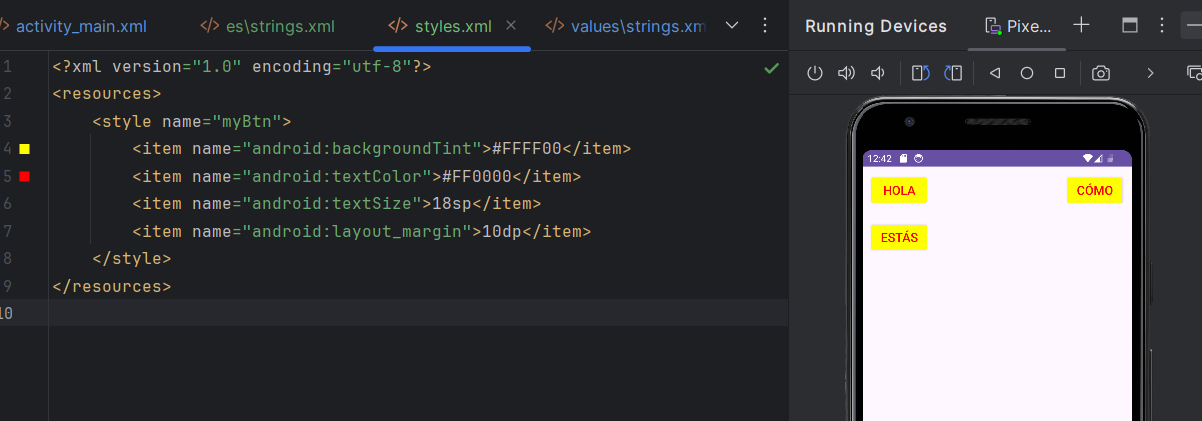 activity_main.xml
es\strings.xml
styles.xml
values\strings.xm
Running Devices
Pixe...
1 <?xml version="1.0" encoding="utf-8"?>
2 <resources>
3 <style name="myBtn">
4 <item name="android:backgroundTint">#FFFF00</item>
5 <item name="android:textColor">#FF0000</item>
6 <item name="android:textSize">18sp</item>
7 <item name="android:layout_margin">10dp</item>
8 </style>
9 </resources>
10
12:42
HOLA
CÓMO
ESTÁS